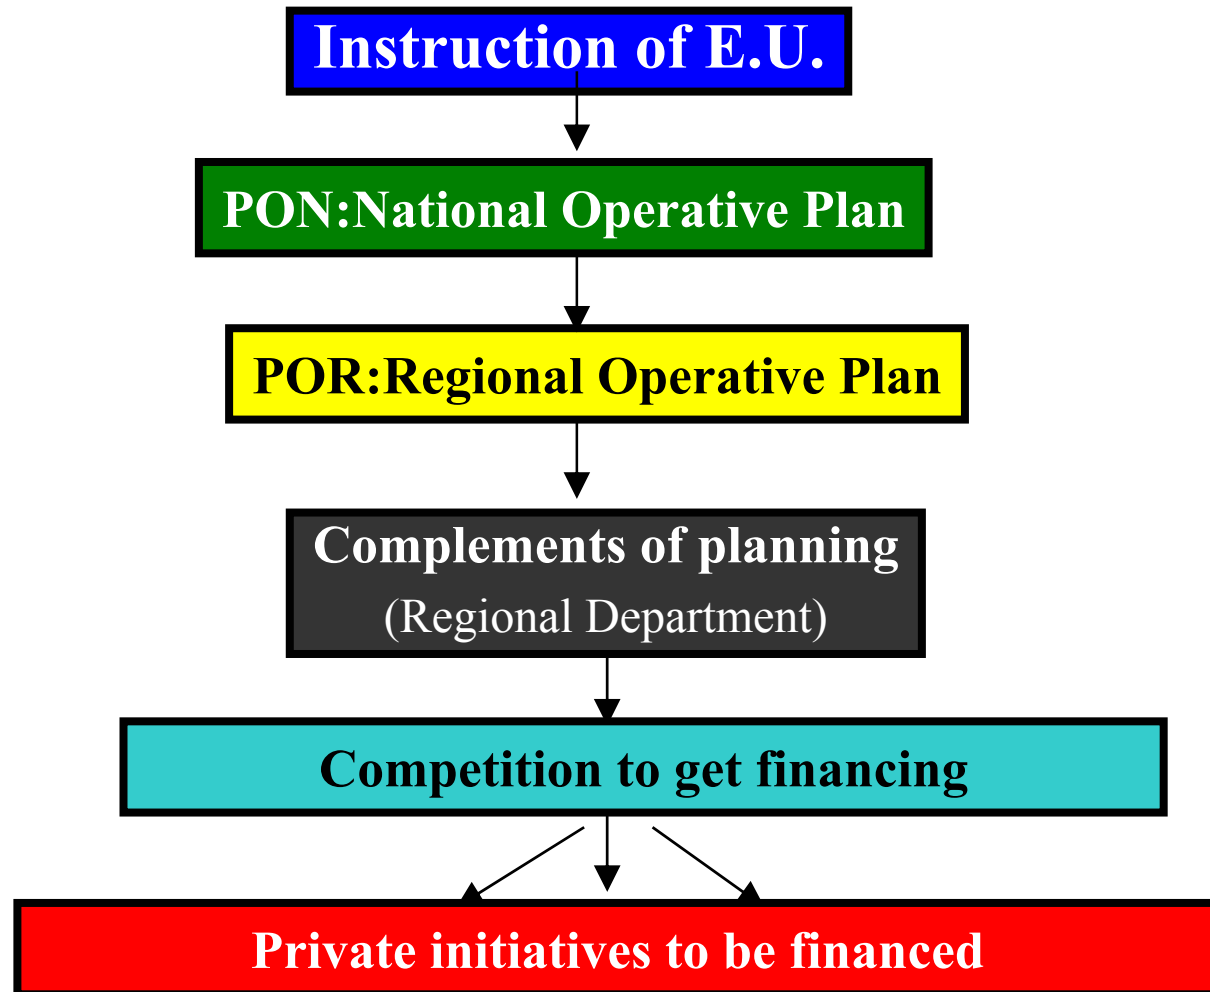 Instruction of E.U.
PON:National Operative Plan
POR:Regional Operative Plan
Complements of planning
(Regional Department)
Competition to get financing
Private initiatives to be financed